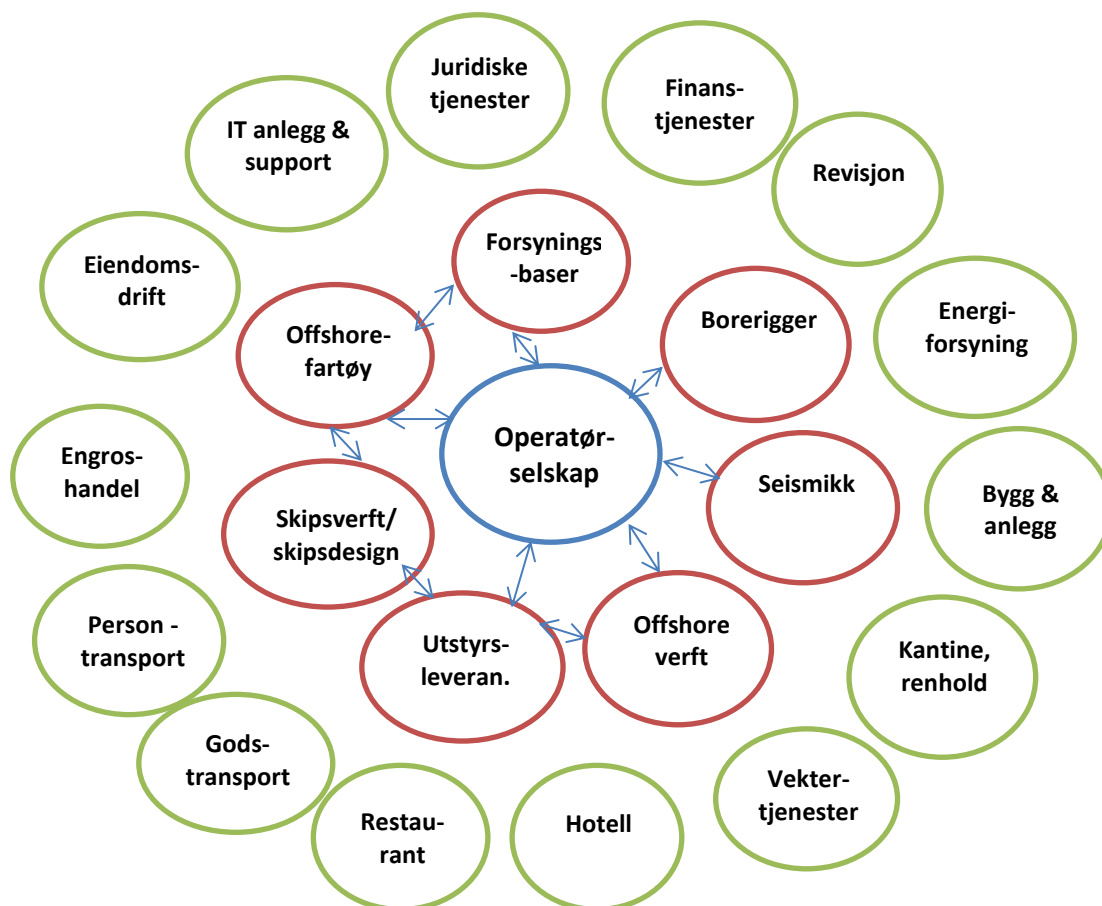 Juridiske
tjenester
Finans-
tjenester
IT anlegg &
support
Revisjon
Forsynings
-baser
Eiendoms-
drift
Borerigger
Energi-
forsyning
Offshore-
fartøy
Operatør-
selskap
Engros-
handel
Seismikk
Bygg &
anlegg
Skipsverft/
skipsdesign
Person -
transport
Utstyrs-
leveran.
Offshore
verft
Kantine,
renhold
Gods-
transport
Vekter-
tjenester
Restau-
rant
Hotell